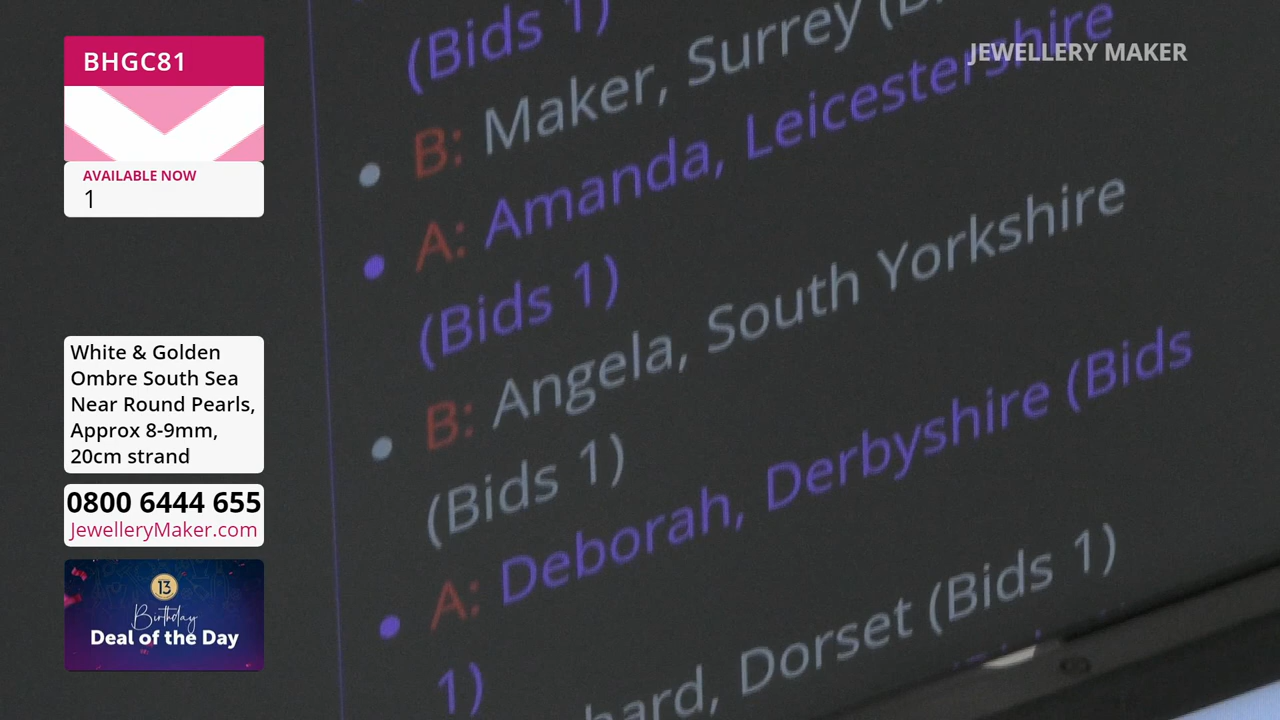 BHGC81
AVAILABLE NOW
1
White & Golden
Ombre South Sea
Near Round Pearls,
Approx 8-9mm,
20cm strand
0800 6444 655
JewelleryMaker.com
13
Birthday
Deal of the Day
JEWELLERY MAKER
(Bids 1)
B: Maker, Surrey
A: Amanda, Leicestershire
(Bids 1)
B: Angela, South Yorkshire
(Bids 1)
A: Deborah, Derbyshire (Bids
1)
Dorset (Bids 1)